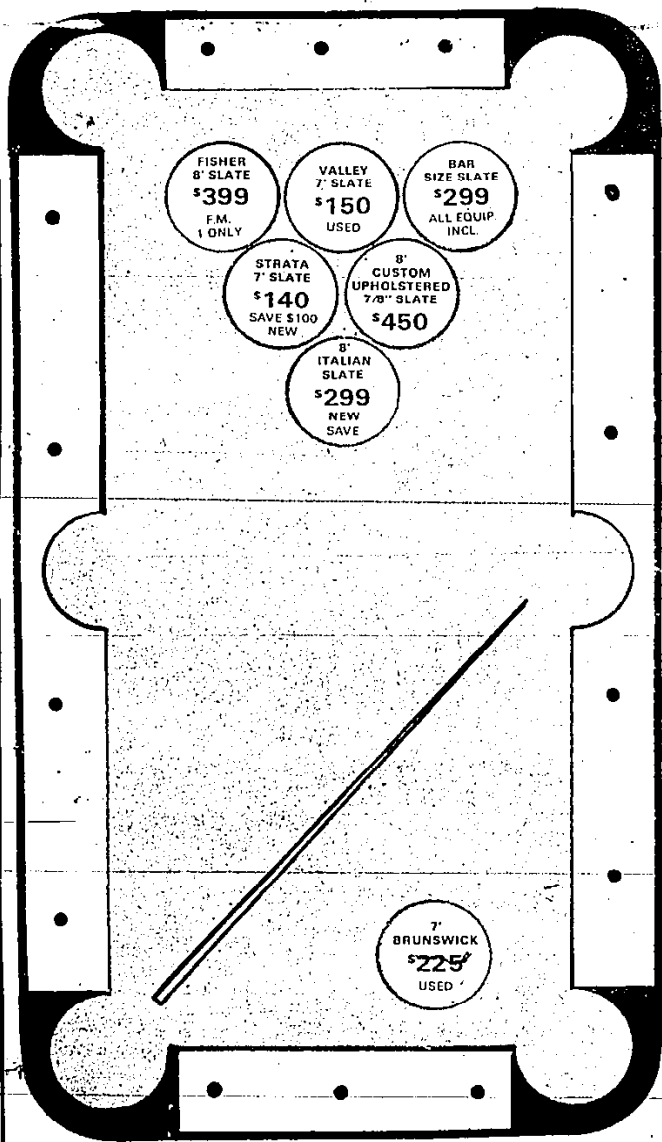 FISHER
8' SLATE
$399
F.M.
1 ONLY
VALLEY
7' SLATE
$150
USED
BAR
SIZE SLATE
$299
ALL EQUIP.
INCL.
STRATA
7' SLATE
$140
SAVE $100
NEW
8'
CUSTOM
UPHOLSTERED
7/8" SLATE
$450
8'
ITALIAN
SLATE
$299
NEW
SAVE
7'
BRUNSWICK
$225
USED